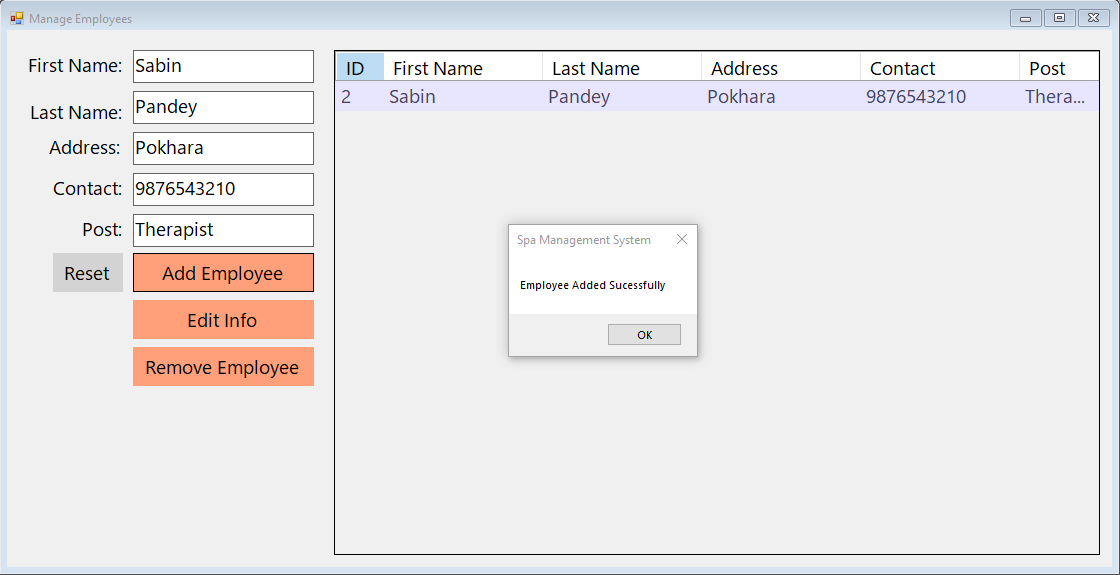 Manage Employees
First Name: Sabin
Last Name: Pandey
Address: Pokhara
Contact: 9876543210
Post: Therapist
Reset Add Employee
Edit Info
Remove Employee
ID First Name Last Name Address Contact Post
2 Sabin Pandey Pokhara 9876543210 Thera...
Spa Management System
Employee Added Sucessfully
OK